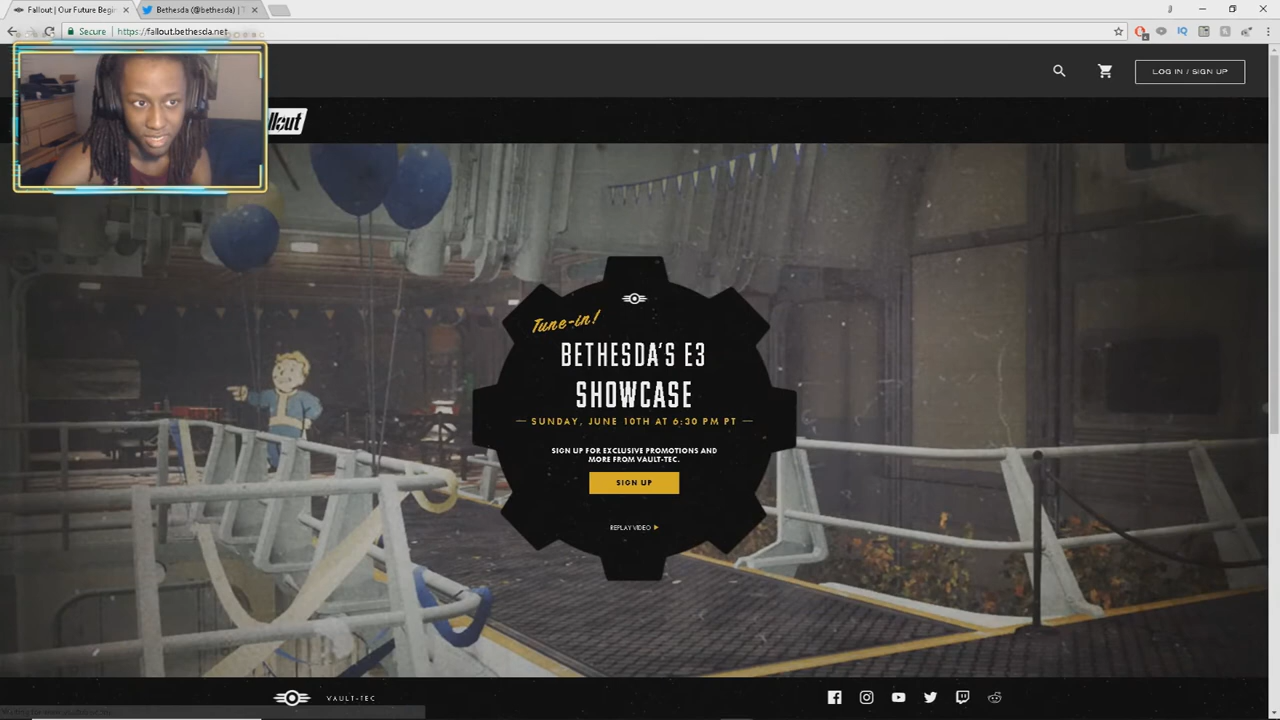 Fallout | Our Future Begi
Bethesda (@bethesda) | T
Secure
https://fallout.bethesda.net
LOG IN / SIGN UP
Tune-in!
BETHESDA'S E3
SHOWCASE
SUNDAY, JUNE 10TH AT 6:30 PM PT
SIGN UP FOR EXCLUSIVE PROMOTIONS AND
MORE FROM VAULT-TEC.
SIGN UP
REPLAY VIDEO
VAULT-TEC